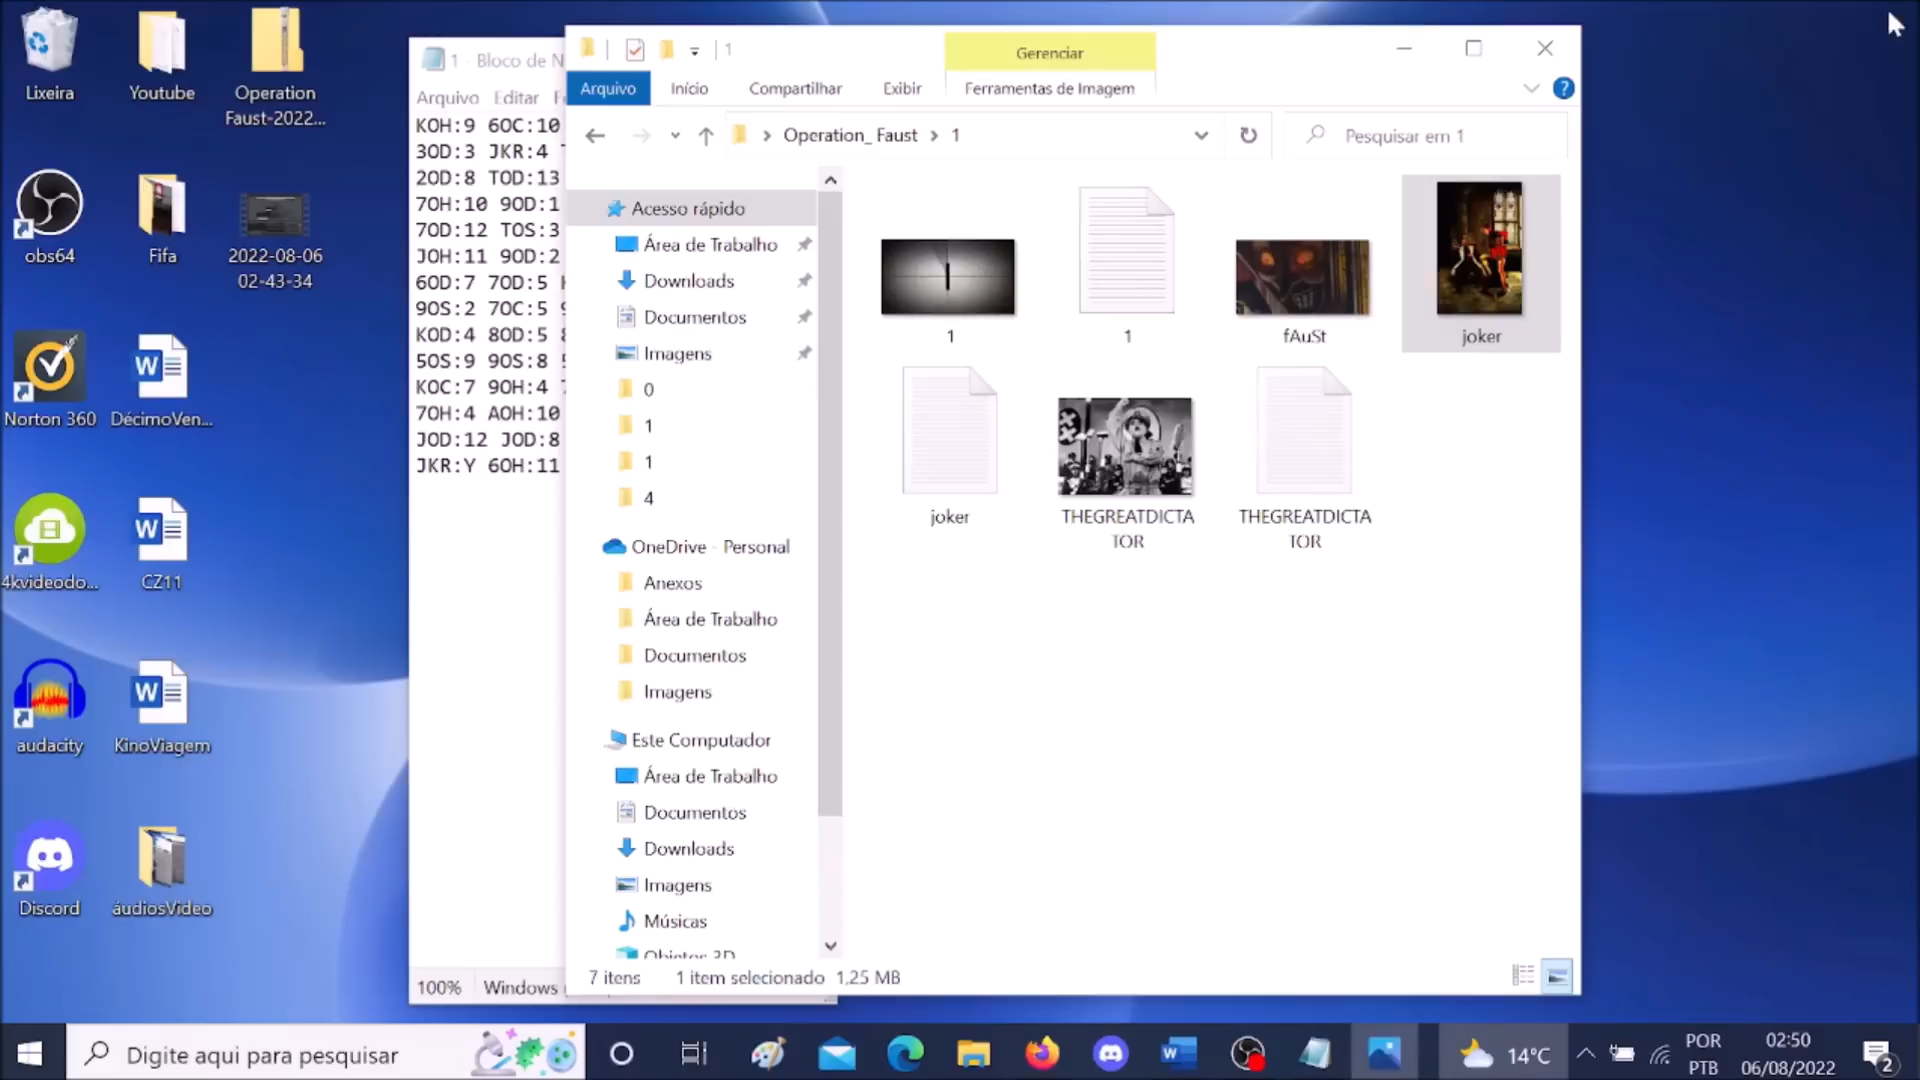 Lixeira
Youtube
Operation
Faust-2022...
obs64
Fifa
2022-08-06
02-43-34
Norton 360
DécimoVen...
4kvideodo...
CZ11
audacity
KinoViagem
Discord
áudiosVideo
1 - Bloco de N
Arquivo Editar
KOH:9 6OC:10
3OD:3 JKR:4
2OD:8 TOD:13
7OH:10 9OD:1
7OD:12 TOS:3
JOH:11 9OD:2
6OD:7 7OD:5
9OS:2 7OC:5
KOD:4 8OD:5
5OS:9 9OS:8
KOC:7 9OH:4
7OH:4 AOH:10
JOD:12 JOD:8
JKR:Y 6OH:11
100% Windows
1
Gerenciar
Arquivo Início Compartilhar Exibir Ferramentas de Imagem
Operation_Faust > 1
Pesquisar em 1
Acesso rápido
Área de Trabalho
Downloads
Documentos
Imagens
0
1
1
4
OneDrive - Personal
Anexos
Área de Trabalho
Documentos
Imagens
Este Computador
Área de Trabalho
Documentos
Downloads
Imagens
Músicas
Objetos 3D
1
1
fAuSt
joker
joker
THEGREATDICTA
TOR
THEGREATDICTA
TOR
7 itens 1 item selecionado 1,25 MB
Digite aqui para pesquisar
14°C
POR
PTB
02:50
06/08/2022
2